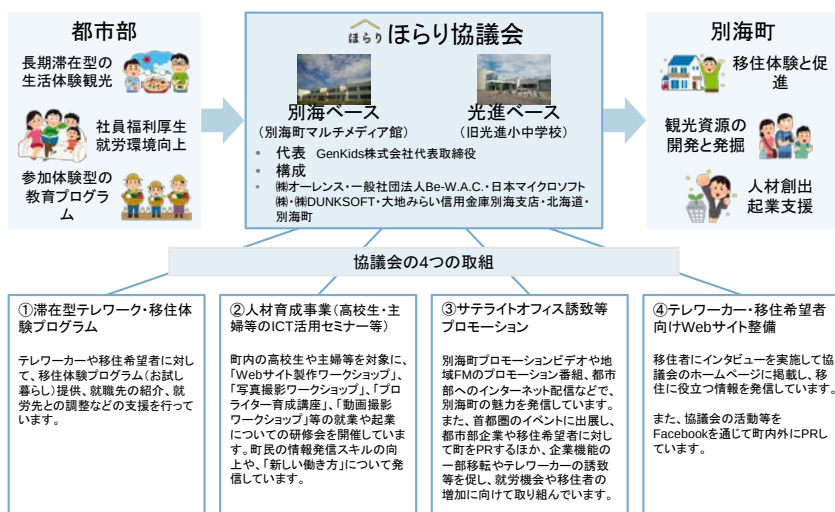 都市部
長期滞在型の
生活体験観光
社員福利厚生
就労環境向上
参加体験型の
教育プログラ
ム
ほらり ほらり協議会
別海ベース
（別海町マルチメディア館）
光進ベース
（旧光進小中学校）
• 代表 GenKids株式会社代表取締役
• 構成
• ㈱オーレンス・一般社団法人Be-W.A.C.・日本マイクロソフト
㈱・㈱DUNKSOFT・大地みらい信用金庫別海支店・北海道・
別海町
別海町
移住体験と促
進
観光資源の
開発と発掘
人材創出
起業支援
協議会の4つの取組
①滞在型テレワーク・移住体
験プログラム
テレワーカーや移住希望者に対し
て、移住体験プログラム（お試し
暮らし）提供、就職先の紹介、就
労先との調整などの支援を行って
います。
②人材育成事業（高校生・主
婦等のICT活用セミナー等）
町内の高校生や主婦等を対象に、
「Webサイト製作ワークショップ」、
「写真撮影ワークショップ」、「プロ
ライター育成講座」、「動画撮影
ワークショップ」等の就業や起業
についての研修会を開催していま
す。町民の情報発信スキルの向
上や、「新しい働き方」について発
信しています。
③サテライトオフィス誘致等
プロモーション
別海町プロモーションビデオや地
域FMのプロモーション番組、都市
部へのインターネット配信などで、
別海町の魅力を発信しています。
また、首都圏のイベントに出展し、
都市部企業や移住希望者に対し
て町をPRするほか、企業機能の
一部移転やテレワーカーの誘致
等を促し、就労機会や移住者の
増加に向けて取り組んでいます。
④テレワーカー・移住希望者
向けWebサイト整備
移住者にインタビューを実施して協
議会のホームページに掲載し、移
住に役立つ情報を発信しています。
また、協議会の活動等を
Facebookを通じて町内外にPRし
ています。